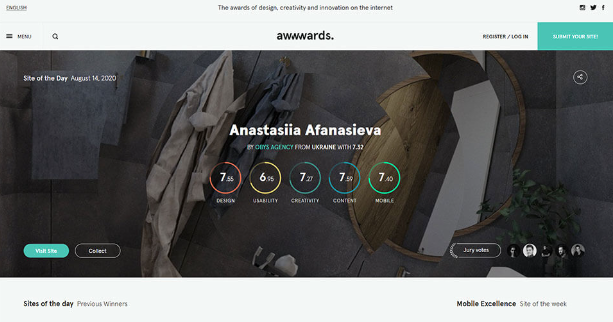 ENGLISH
The awards of design, creativity and innovation on the internet
MENU
awwwards.
REGISTER / LOG IN
SUBMIT YOUR SITE!
Site of the Day August 14, 2020
Anastasiia Afanasieva
BY OBYS AGENCY FROM UKRAINE WITH 7.32
7.55 6.95 7.27 7.59 7.40
DESIGN USABILITY CREATIVITY CONTENT MOBILE
Visit Site
Collect
Jury votes
Sites of the day Previous Winners
Mobile Excellence Site of the week